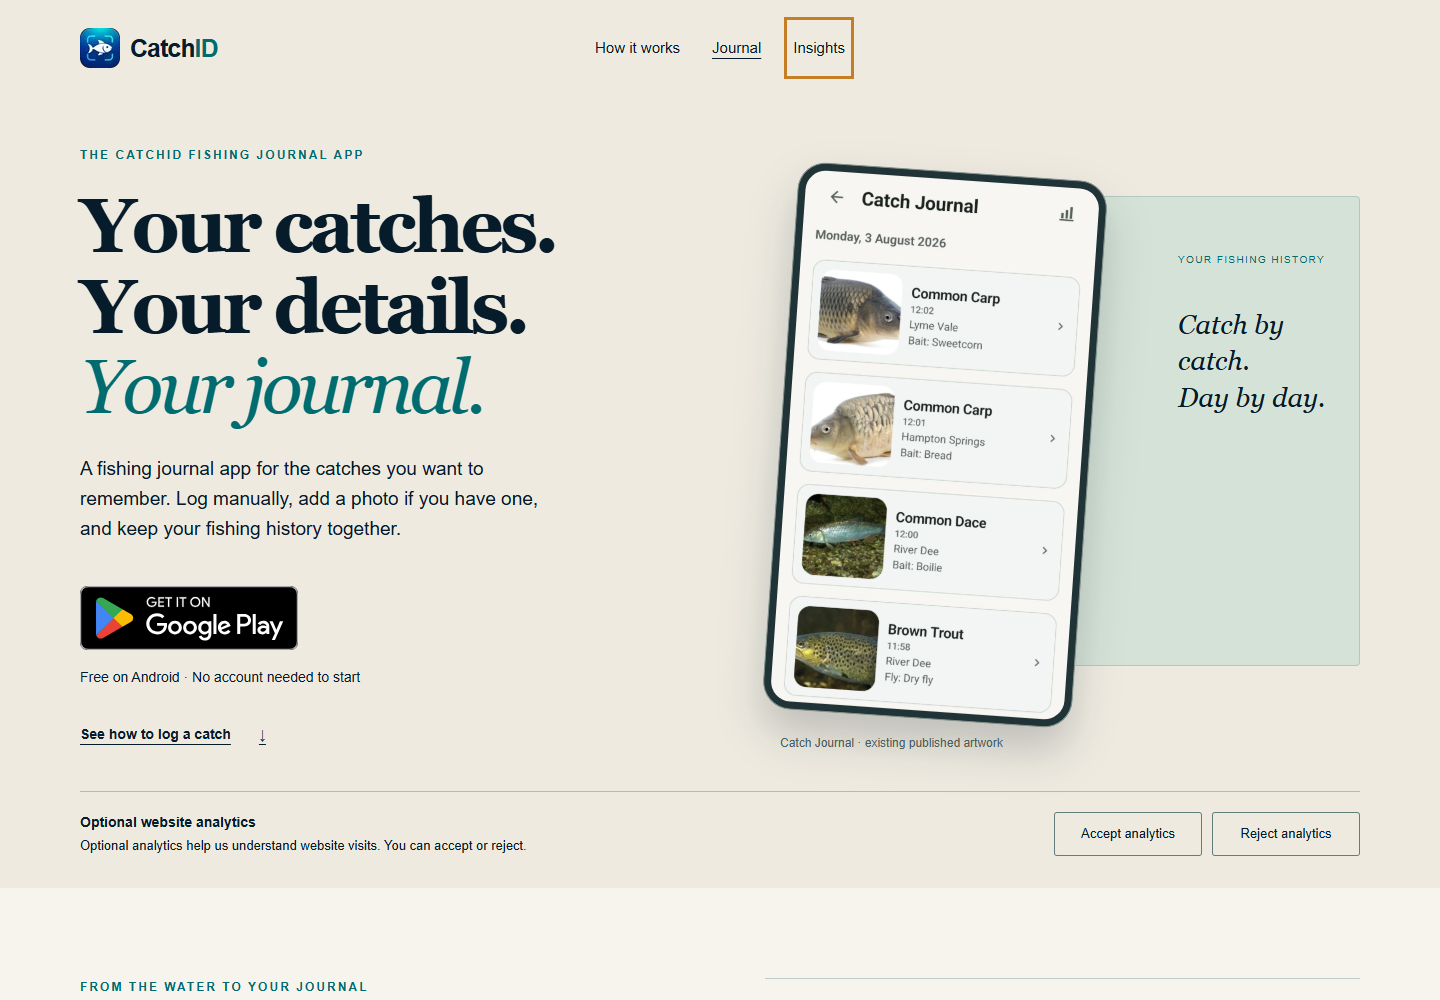 CatchID
How it works
Journal
Insights
THE CATCHID FISHING JOURNAL APP
Your catches.
Your details.
Your journal.
A fishing journal app for the catches you want to
remember. Log manually, add a photo if you have one,
and keep your fishing history together.
GET IT ON
Google Play
Free on Android · No account needed to start
See how to log a catch ↓
Catch Journal
Monday, 3 August 2026
Common Carp
12:02
Lyme Vale
Bait: Sweetcorn
Common Carp
12:01
Hampton Springs
Bait: Bread
Common Dace
12:00
River Dee
Bait: Boilie
Brown Trout
11:58
River Dee
Fly: Dry fly
YOUR FISHING HISTORY
Catch by
catch.
Day by day.
Catch Journal · existing published artwork
Optional website analytics
Optional analytics help us understand website visits. You can accept or reject.
Accept analytics
Reject analytics
FROM THE WATER TO YOUR JOURNAL